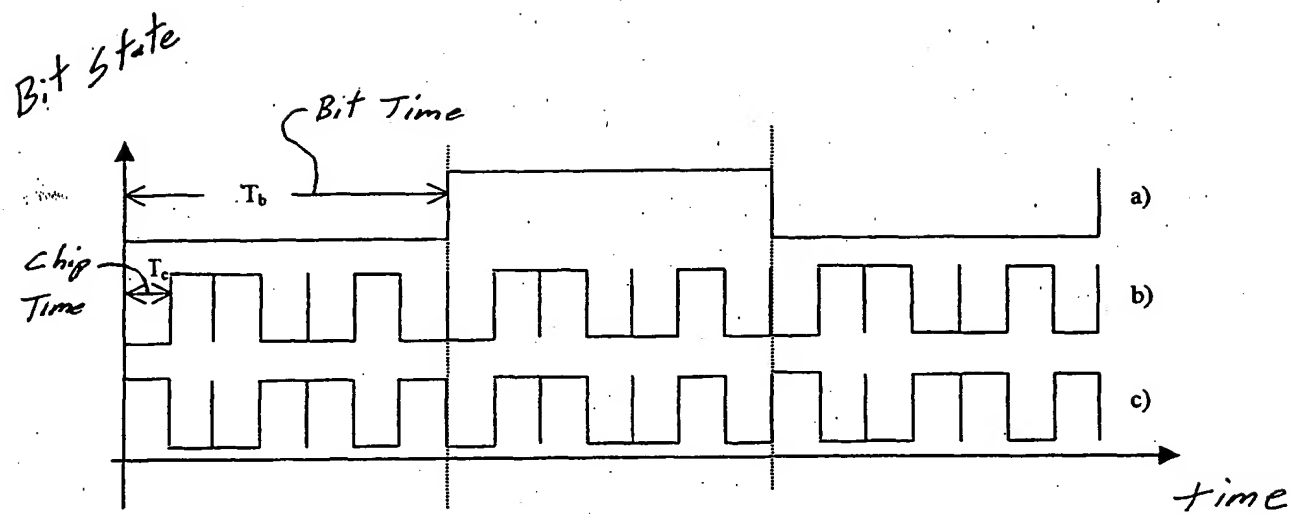 Bit State
Bit Time
T_b
a)
Chip
Time
T_c
b)
c)
time